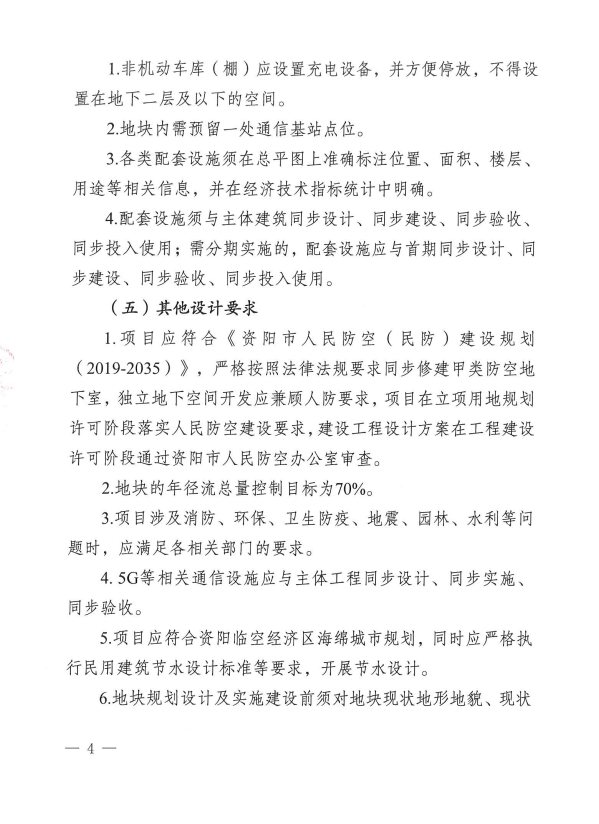 1.非机动车库（棚）应设置充电设备，并方便停放，不得设
置在地下二层及以下的空间。
2.地块内需预留一处通信基站点位。
3.各类配套设施须在总平图上准确标注位置、面积、楼层、
用途等相关信息，并在经济技术指标统计中明确。
4.配套设施须与主体建筑同步设计、同步建设、同步验收、
同步投入使用；需分期实施的，配套设施应与首期同步设计、同
步建设、同步验收、同步投入使用。
（五）其他设计要求
1.项目应符合《资阳市人民防空（民防）建设规划
（2019-2035）》，严格按照法律法规要求同步修建甲类防空地
下室，独立地下空间开发应兼顾人防要求，项目在立项用地规划
许可阶段落实人民防空建设要求，建设工程设计方案在工程建设
许可阶段通过资阳市人民防空办公室审查。
2.地块的年径流总量控制目标为70%。
3.项目涉及消防、环保、卫生防疫、地震、园林、水利等问
题时，应满足各相关部门的要求。
4. 5G等相关通信设施应与主体工程同步设计、同步实施、
同步验收。
5.项目应符合资阳临空经济区海绵城市规划，同时应严格执
行民用建筑节水设计标准等要求，开展节水设计。
6.地块规划设计及实施建设前须对地块现状地形地貌、现状
— 4 —